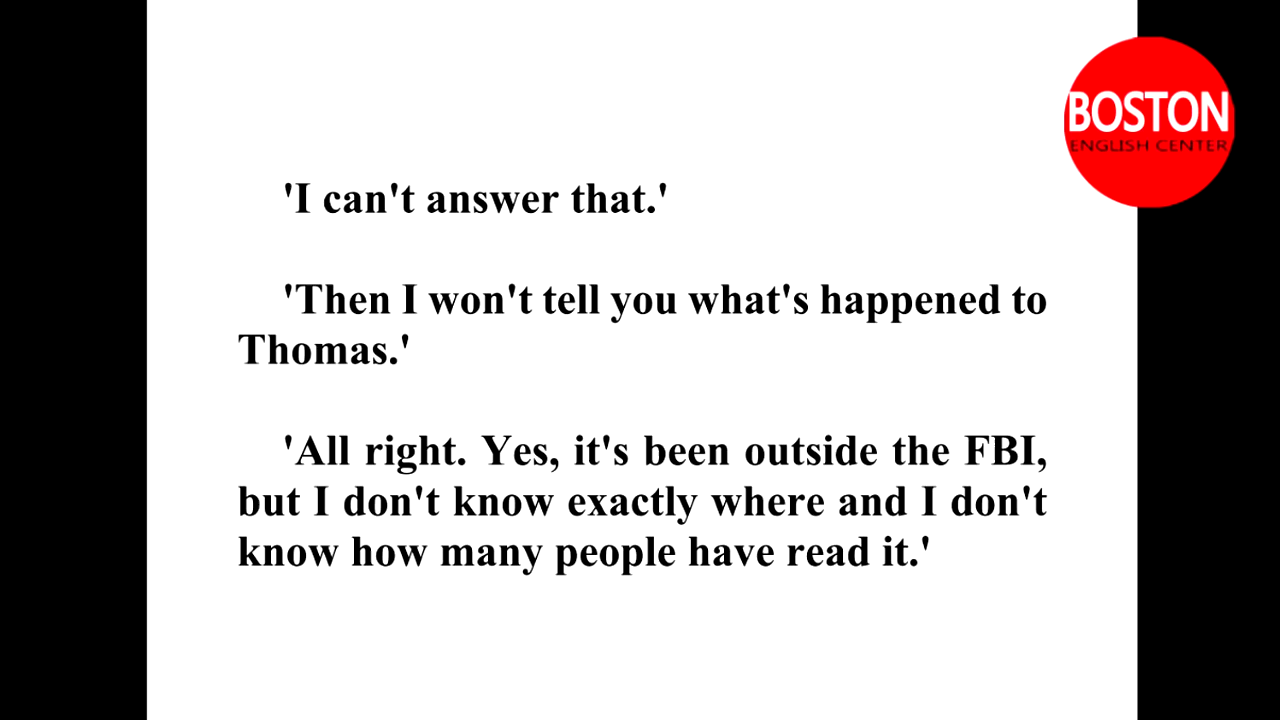 BOSTON
ENGLISH CENTER
'I can't answer that.'
'Then I won't tell you what's happened to
Thomas.'
'All right. Yes, it's been outside the FBI,
but I don't know exactly where and I don't
know how many people have read it.'